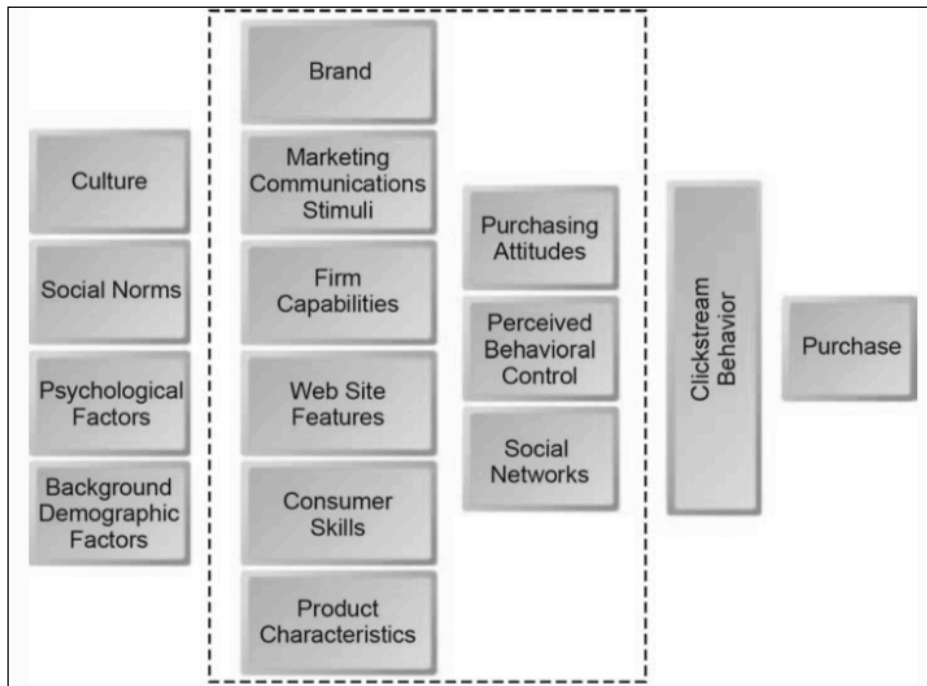 Culture
Social Norms
Psychological
Factors
Background
Demographic
Factors
Brand
Marketing
Communications
Stimuli
Firm
Capabilities
Web Site
Features
Consumer
Skills
Product
Characteristics
Purchasing
Attitudes
Perceived
Behavioral
Control
Social
Networks
Clickstream
Behavior
Purchase